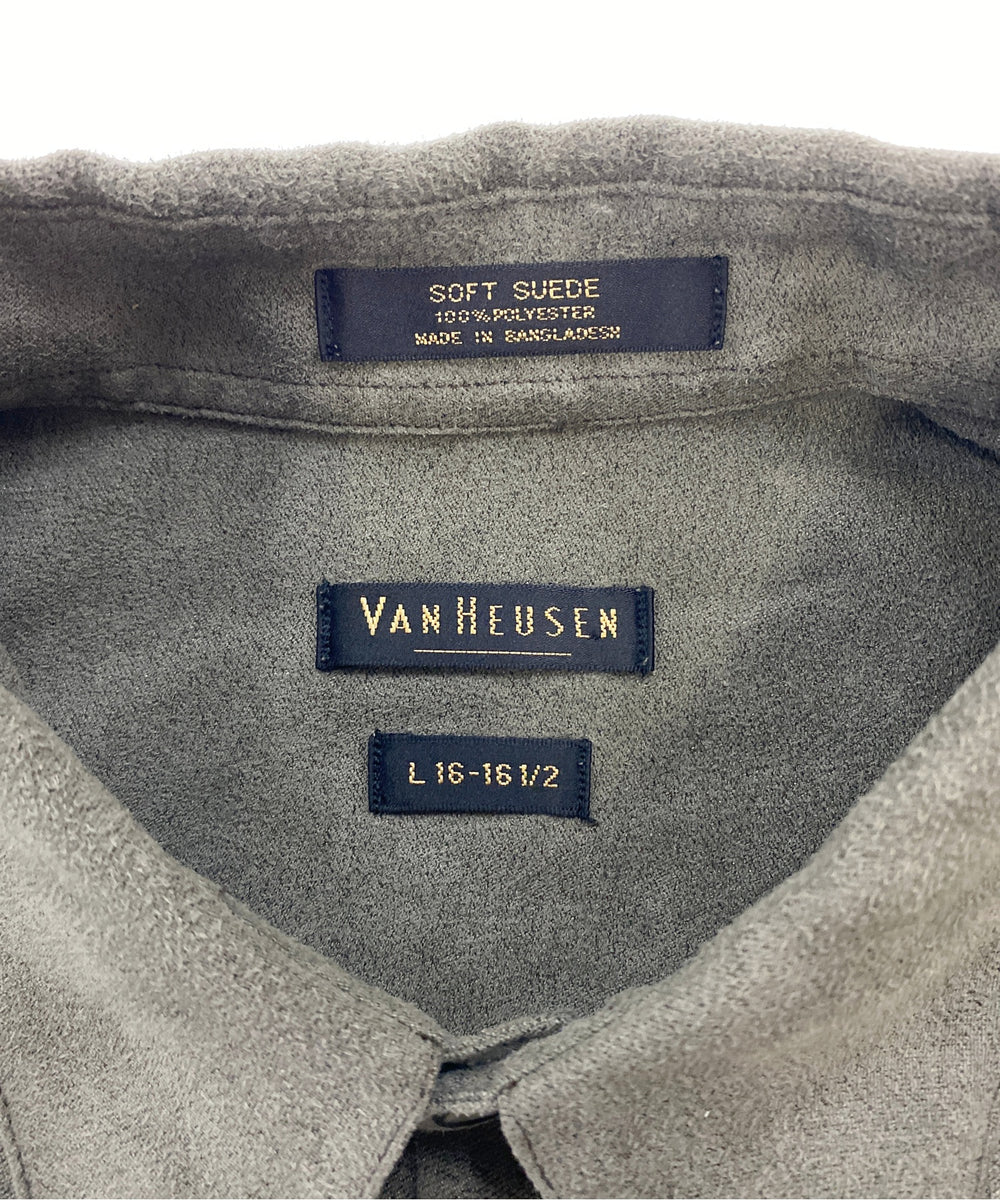 SOFT SUEDE
100% POLYESTER
MADE IN BANGLADESH
VAN HEUSEN
L 16-16 1/2